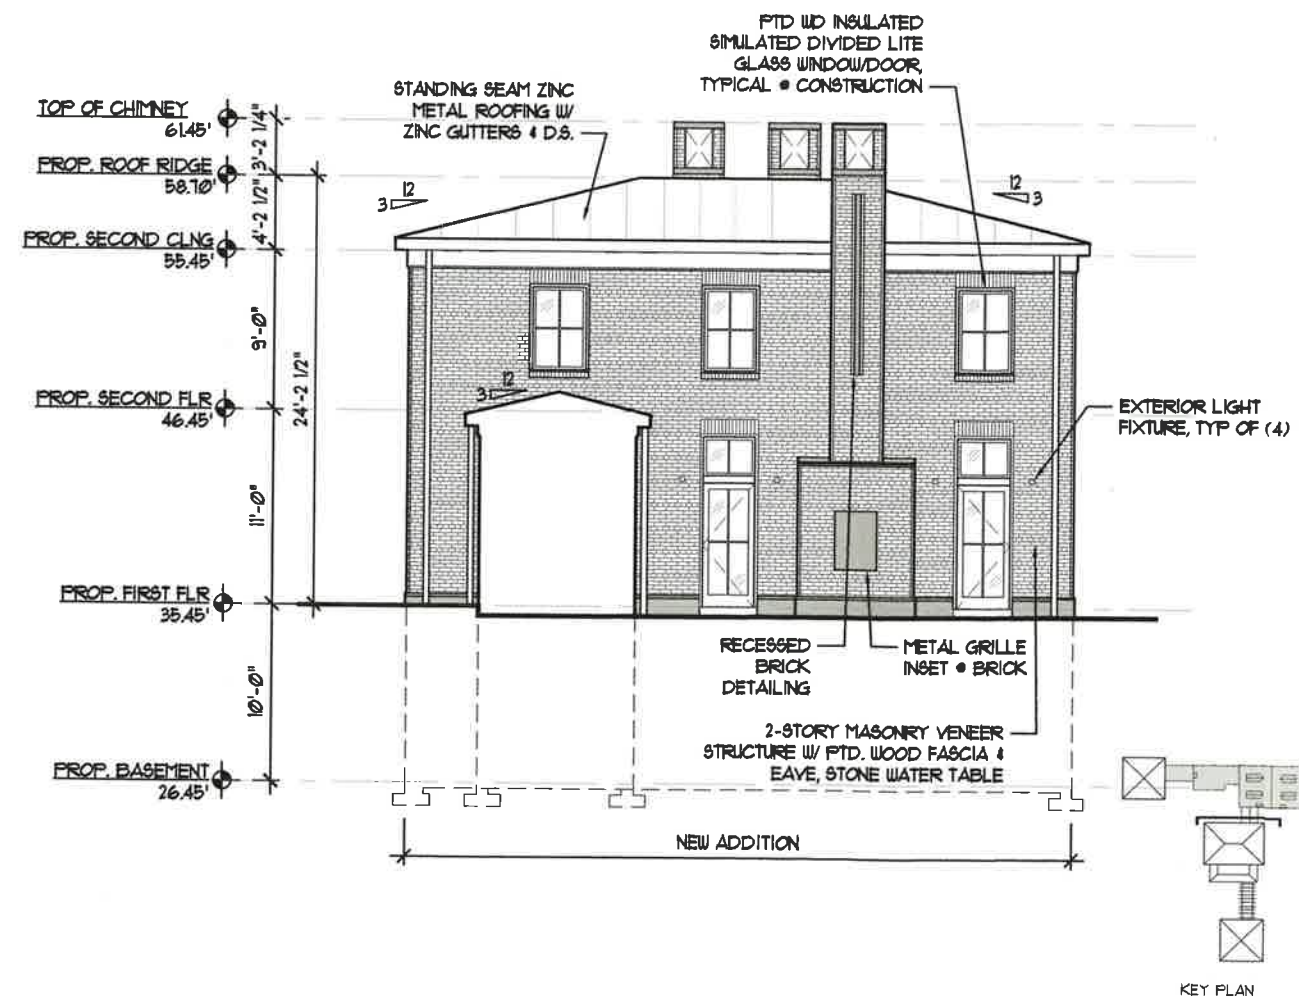 PTD WD INSULATED
SIMULATED DIVIDED LITE
GLASS WINDOW/DOOR,
TYPICAL @ CONSTRUCTION
STANDING SEAM ZINC
METAL ROOFING W/
ZINC GUTTERS & D.S.
TOP OF CHIMNEY
61.45'
3'-2 1/4"
PROP. ROOF RIDGE
58.70'
4'-2 1/2"
12
3
12
3
PROP. SECOND CLNG
55.45'
9'-0"
24'-2 1/2"
12
3
PROP. SECOND FLR
46.45'
EXTERIOR LIGHT
FIXTURE, TYP OF (4)
11'-0"
PROP. FIRST FLR
35.45'
RECESSED
BRICK
DETAILING
METAL GRILLE
INSET @ BRICK
10'-0"
2-STORY MASONRY VENEER
STRUCTURE W/ PTD. WOOD FASCIA &
EAVE, STONE WATER TABLE
PROP. BASEMENT
26.45'
NEW ADDITION
KEY PLAN